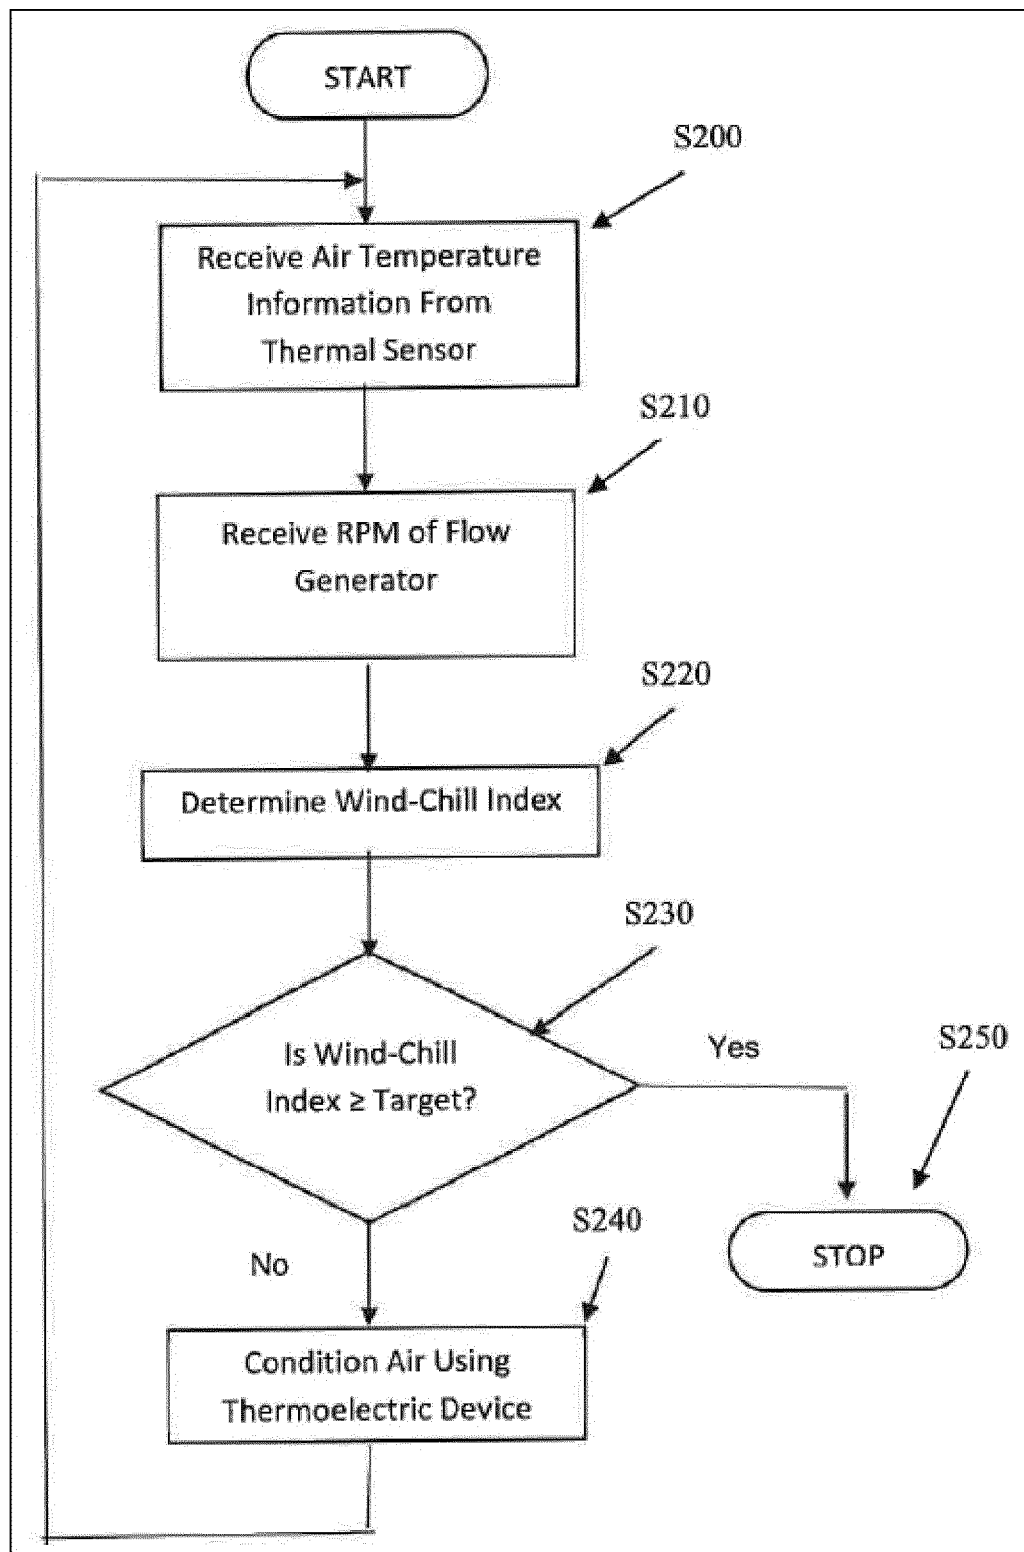 START
S200
Receive Air Temperature
Information From
Thermal Sensor
S210
Receive RPM of Flow
Generator
S220
Determine Wind-Chill Index
S230
Is Wind-Chill
Index ≥ Target?
Yes
S250
STOP
No
S240
Condition Air Using
Thermoelectric Device